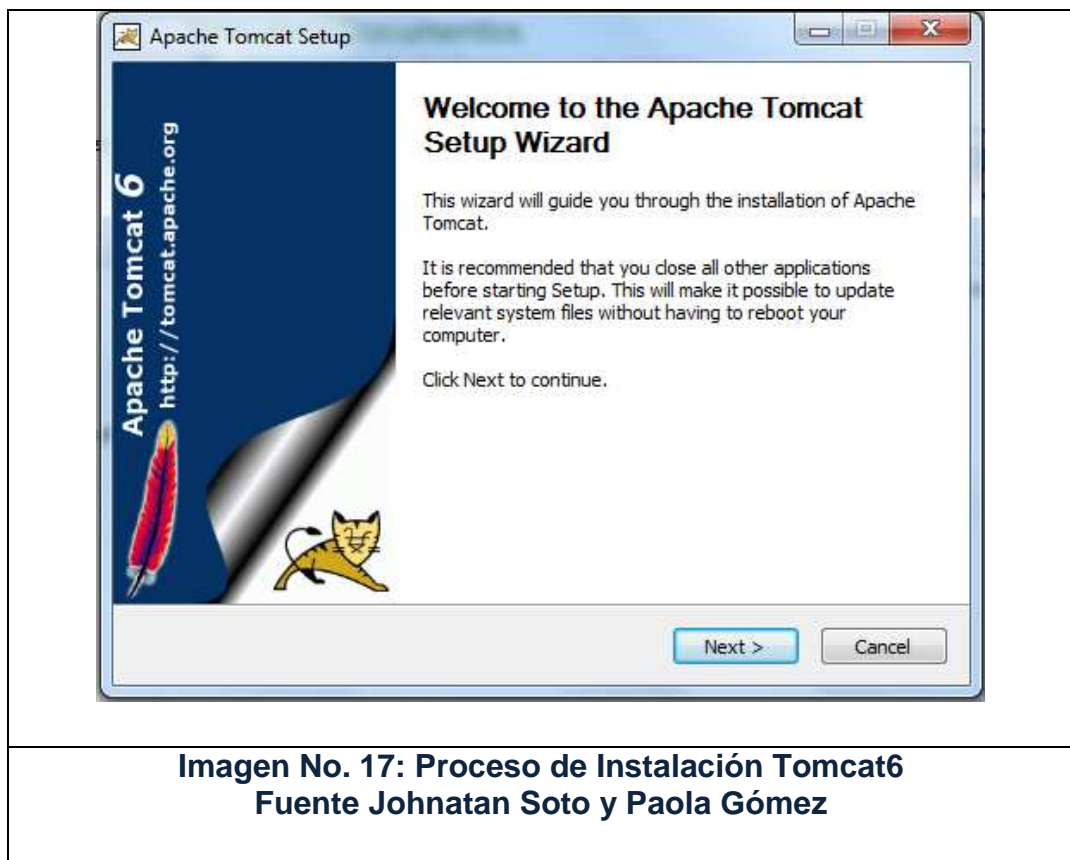 Apache Tomcat Setup
Apache Tomcat 6
http://tomcat.apache.org
Welcome to the Apache Tomcat
Setup Wizard
This wizard will guide you through the installation of Apache
Tomcat.
It is recommended that you close all other applications
before starting Setup. This will make it possible to update
relevant system files without having to reboot your
computer.
Click Next to continue.
Next >
Cancel
Imagen No. 17: Proceso de Instalación Tomcat6
Fuente Johnatan Soto y Paola Gómez